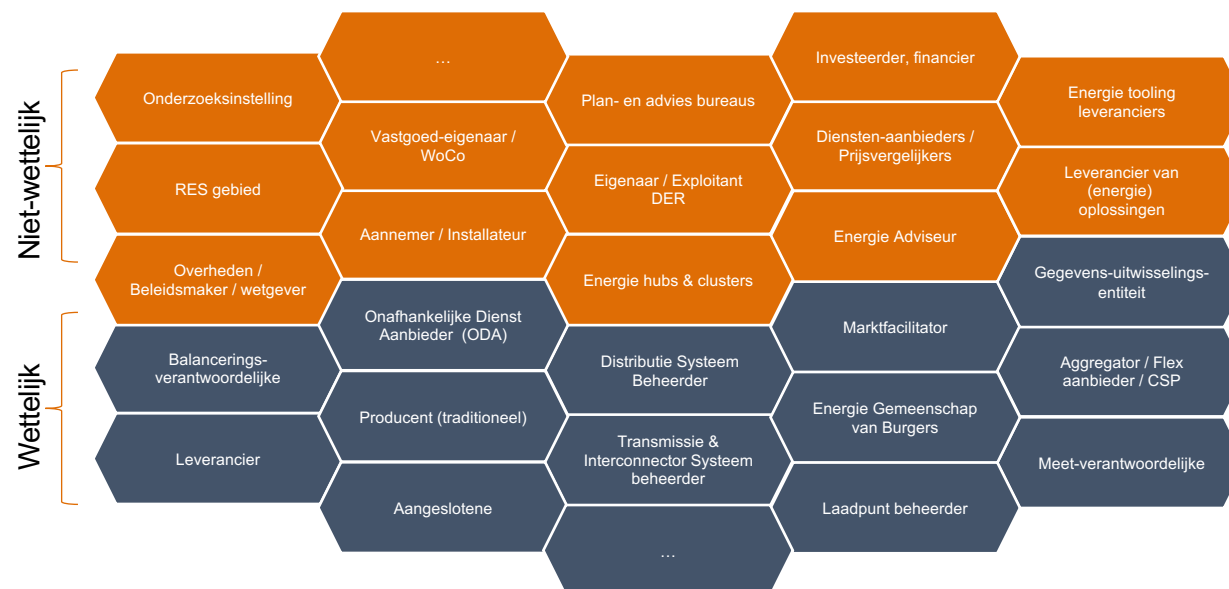 Niet-wettelijk
Wettelijk
Onderzoeksinstelling
RES gebied
Overheden /
Beleidsmaker / wetgever
Balancerings-
verantwoordelijke
Leverancier
…
Vastgoed-eigenaar /
WoCo
Aannemer / Installateur
Onafhankelijke Dienst
Aanbieder (ODA)
Producent (traditioneel)
Aangeslotene
Plan- en advies bureaus
Eigenaar / Exploitant
DER
Energie hubs & clusters
Distributie Systeem
Beheerder
Transmissie &
Interconnector Systeem
beheerder
…
Investeerder, financier
Diensten-aanbieders /
Prijsvergelijkers
Energie Adviseur
Marktfacilitator
Energie Gemeenschap
van Burgers
Laadpunt beheerder
Energie tooling
leveranciers
Leverancier van
(energie)
oplossingen
Gegevens-uitwisselings-
entiteit
Aggregator / Flex
aanbieder / CSP
Meet-verantwoordelijke